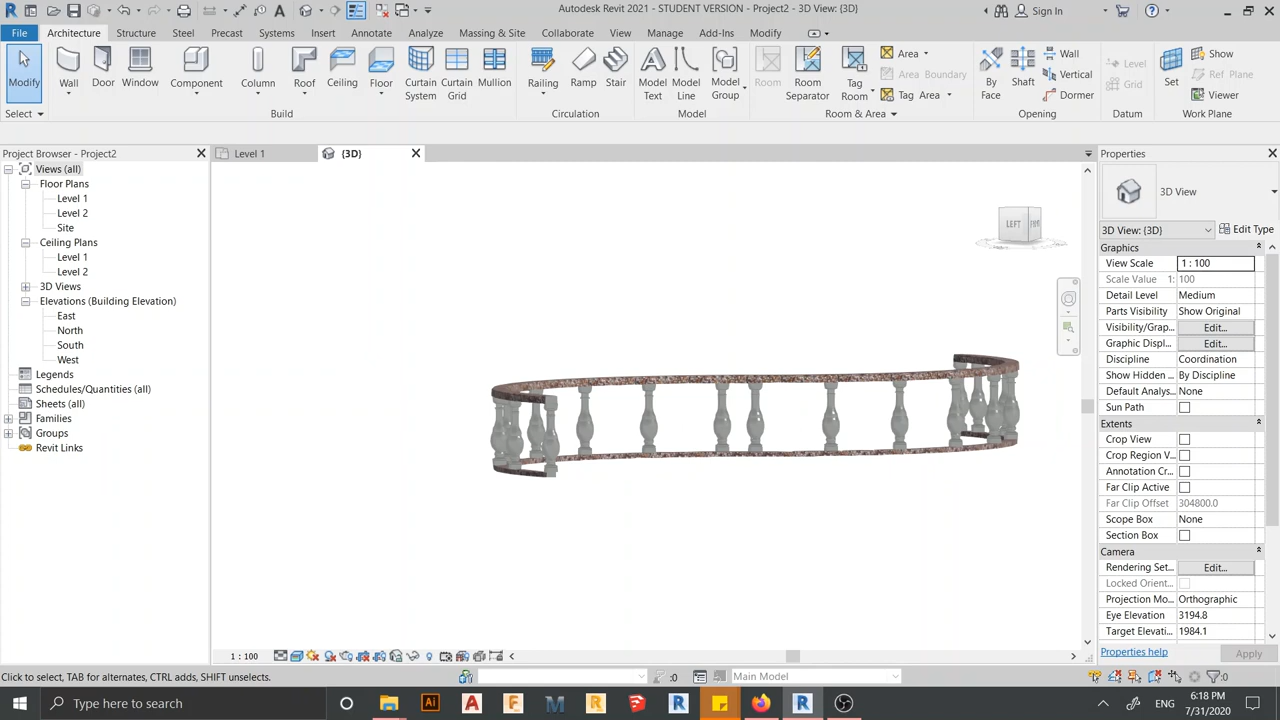 Autodesk Revit 2021 - STUDENT VERSION - Project2 - 3D View: {3D}
Sign In
File Architecture Structure Steel Precast Systems Insert Annotate Analyze Massing & Site Collaborate View Manage Add-Ins Modify
Modify Wall Door Window Component Column Roof Ceiling Floor Curtain System Curtain Grid Mullion Railing Ramp Stair Model Text Model Line Model Group Room Room Separator Tag Room Area Area Boundary Tag Area By Face Shaft Wall Vertical Dormer Level Grid Set Show Ref Plane Viewer
Select Build Circulation Model Room & Area Opening Datum Work Plane
Project Browser - Project2
Views (all)
Floor Plans
Level 1
Level 2
Site
Ceiling Plans
Level 1
Level 2
3D Views
Elevations (Building Elevation)
East
North
South
West
Legends
Schedules/Quantities (all)
Sheets (all)
Families
Groups
Revit Links
Level 1 {3D}
LEFT
Properties
3D View
3D View: {3D} Edit Type
Graphics
View Scale 1 : 100
Scale Value 1: 100
Detail Level Medium
Parts Visibility Show Original
Visibility/Grap... Edit...
Graphic Displ... Edit...
Discipline Coordination
Show Hidden ... By Discipline
Default Analys... None
Sun Path
Extents
Crop View
Crop Region V...
Annotation Cr...
Far Clip Active
Far Clip Offset 304800.0
Scope Box None
Section Box
Camera
Rendering Set... Edit...
Locked Orient...
Projection Mo... Orthographic
Eye Elevation 3194.8
Target Elevati... 1984.1
Properties help Apply
1 : 100
Click to select, TAB for alternates, CTRL adds, SHIFT unselects.
:0 Main Model :0
Type here to search
ENG
6:18 PM
7/31/2020